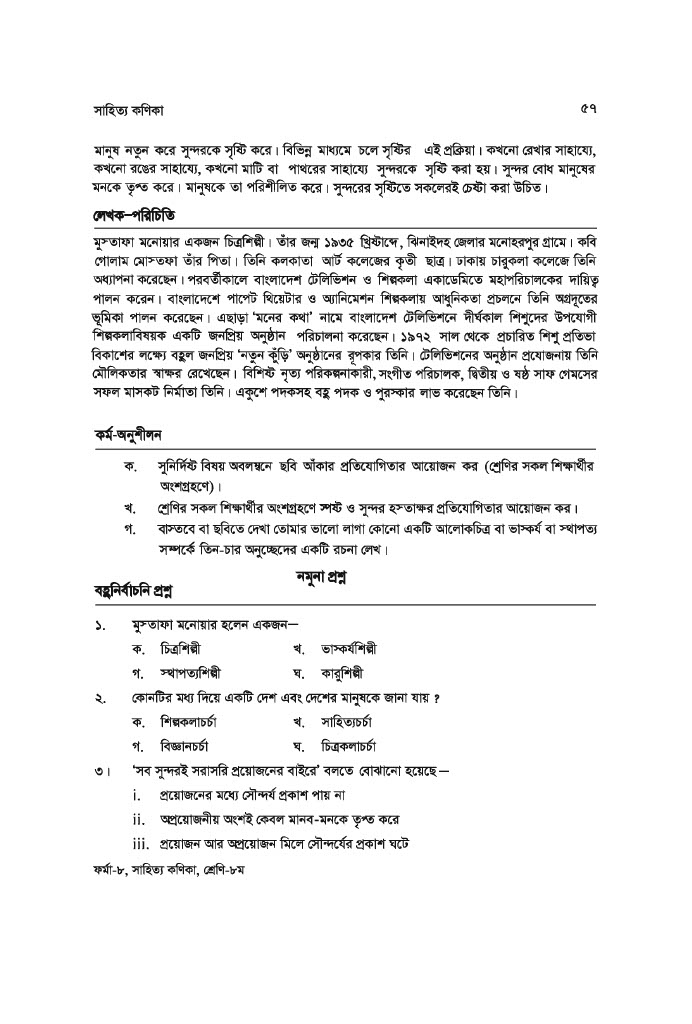 সাহিত্য কণিকা ৫৭
মানুষ নতুন করে সুন্দরকে সৃষ্টি করে। বিভিন্ন মাধ্যমে চলে সৃষ্টির এই প্রক্রিয়া। কখনো রেখার সাহায্যে,
কখনো রঙের সাহায্যে, কখনো মাটি বা পাথরের সাহায্যে সুন্দরকে সৃষ্টি করা হয়। সুন্দর বোধ মানুষের
মনকে তৃপ্ত করে। মানুষকে তা পরিশীলিত করে। সুন্দরের সৃষ্টিতে সকলেরই চেষ্টা করা উচিত।
লেখক-পরিচিতি
মুস্তাফা মনোয়ার একজন চিত্রশিল্পী। তাঁর জন্ম ১৯৩৫ খ্রিষ্টাব্দে, ঝিনাইদহ জেলার মনোহরপুর গ্রামে। কবি
গোলাম মোস্তফা তাঁর পিতা। তিনি কলকাতা আর্ট কলেজের কৃতী ছাত্র। ঢাকায় চারুকলা কলেজে তিনি
অধ্যাপনা করেছেন। পরবর্তীকালে বাংলাদেশ টেলিভিশন ও শিল্পকলা একাডেমিতে মহাপরিচালকের দায়িত্ব
পালন করেন। বাংলাদেশে পাপেট থিয়েটার ও অ্যানিমেশন শিল্পকলায় আধুনিকতা প্রচলনে তিনি অগ্রদূতের
ভূমিকা পালন করেছেন। এছাড়া ‘মনের কথা’ নামে বাংলাদেশ টেলিভিশনে দীর্ঘকাল শিশুদের উপযোগী
শিল্পকলাবিষয়ক একটি জনপ্রিয় অনুষ্ঠান পরিচালনা করেছেন। ১৯৭২ সাল থেকে প্রচারিত শিশু প্রতিভা
বিকাশের লক্ষ্যে বহুল জনপ্রিয় ‘নতুন কুঁড়ি’ অনুষ্ঠানের রূপকার তিনি। টেলিভিশনের অনুষ্ঠান প্রযোজনায় তিনি
মৌলিকতার স্বাক্ষর রেখেছেন। বিশিষ্ট নৃত্য পরিকল্পনাকারী, সংগীত পরিচালক, দ্বিতীয় ও ষষ্ঠ সাফ গেমসের
সফল মাসকট নির্মাতা তিনি। একুশে পদকসহ বহু পদক ও পুরস্কার লাভ করেছেন তিনি।
কর্ম-অনুশীলন
ক. সুনির্দিষ্ট বিষয় অবলম্বনে ছবি আঁকার প্রতিযোগিতার আয়োজন কর (শ্রেণির সকল শিক্ষার্থীর
অংশগ্রহণে)।
খ. শ্রেণির সকল শিক্ষার্থীর অংশগ্রহণে স্পষ্ট ও সুন্দর হস্তাক্ষর প্রতিযোগিতার আয়োজন কর।
গ. বাস্তবে বা ছবিতে দেখা তোমার ভালো লাগা কোনো একটি আলোকচিত্র বা ভাস্কর্য বা স্থাপত্য
সম্পর্কে তিন-চার অনুচ্ছেদের একটি রচনা লেখ।
নমুনা প্রশ্ন
বহুনির্বাচনি প্রশ্ন
১. মুস্তাফা মনোয়ার হলেন একজন—
ক. চিত্রশিল্পী খ. ভাস্কর্যশিল্পী
গ. স্থাপত্যশিল্পী ঘ. কারুশিল্পী
২. কোনটির মধ্য দিয়ে একটি দেশ এবং দেশের মানুষকে জানা যায় ?
ক. শিল্পকলাচর্চা খ. সাহিত্যচর্চা
গ. বিজ্ঞানচর্চা ঘ. চিত্রকলাচর্চা
৩। ‘সব সুন্দরই সরাসরি প্রয়োজনের বাইরে’ বলতে বোঝানো হয়েছে—
i. প্রয়োজনের মধ্যে সৌন্দর্য প্রকাশ পায় না
ii. অপ্রয়োজনীয় অংশই কেবল মানব-মনকে তৃপ্ত করে
iii. প্রয়োজন আর অপ্রয়োজন মিলে সৌন্দর্যের প্রকাশ ঘটে
ফর্মা-৮, সাহিত্য কণিকা, শ্রেণি-৮ম